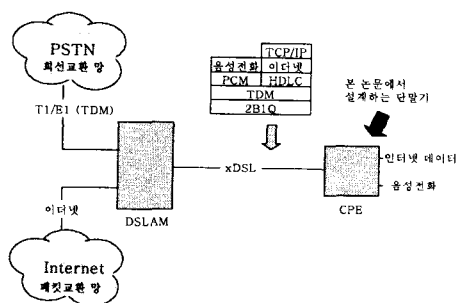 PSTN
회선교환 망
T1/E1 (TDM)
이더넷
Internet
패킷교환 망
DSLAM
TCP/IP
음성전화 이더넷
PCM HDLC
TDM
2B1Q
xDSL
본 논문에서
설계하는 단말기
인터넷 데이터
음성전화
CPE